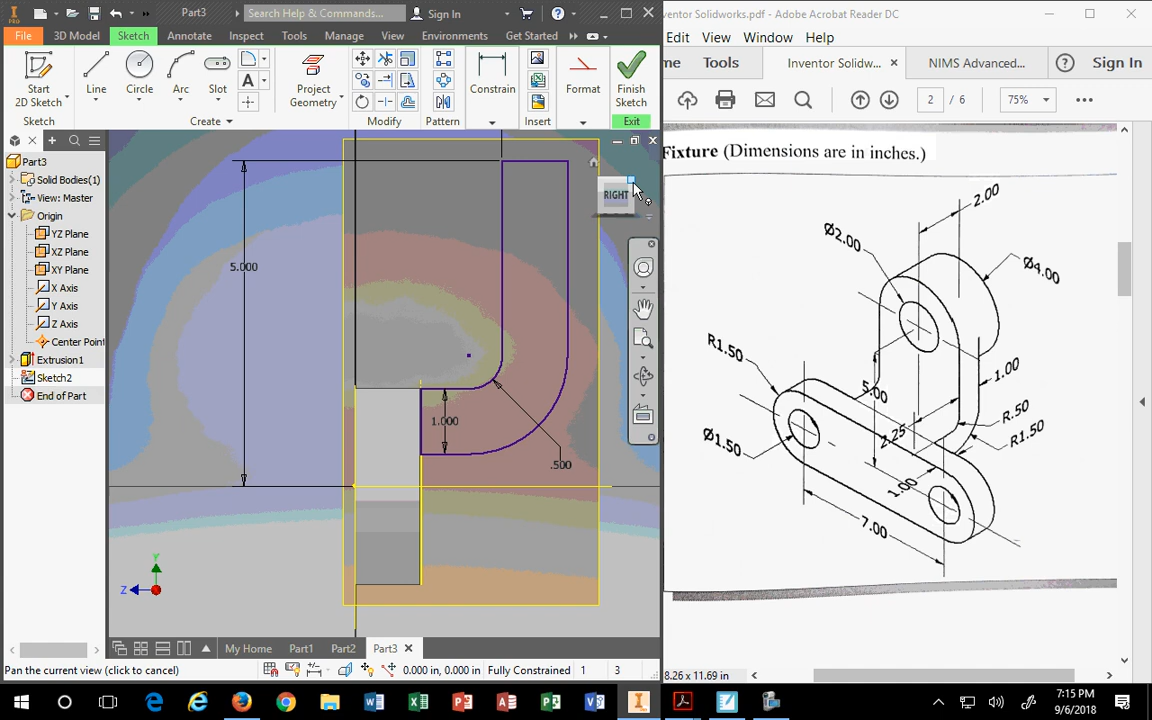 Part3
Search Help & Commands...
Sign In
File
3D Model
Sketch
Annotate
Inspect
Tools
Manage
View
Environments
Get Started
Start
2D Sketch
Line
Circle
Arc
Slot
Project
Geometry
Constrain
Format
Finish
Sketch
Sketch
Create
Modify
Pattern
Insert
Exit
Part3
Solid Bodies(1)
View: Master
Origin
YZ Plane
XZ Plane
XY Plane
X Axis
Y Axis
Z Axis
Center Point
Extrusion1
Sketch2
End of Part
5.000
1.000
.500
RIGHT
Y
Z
My Home
Part1
Part2
Part3
Pan the current view (click to cancel)
0.000 in, 0.000 in
Fully Constrained
1
3
ventor Solidworks.pdf - Adobe Acrobat Reader DC
Edit
View
Window
Help
me
Tools
Inventor Solidw...
NIMS Advanced...
Sign In
2 / 6
75%
Fixture (Dimensions are in inches.)
2.00
Ø2.00
Ø4.00
R1.50
1.00
5.00
R.50
2.25
R1.50
Ø1.50
1.00
7.00
8.26 x 11.69 in
7:15 PM
9/6/2018